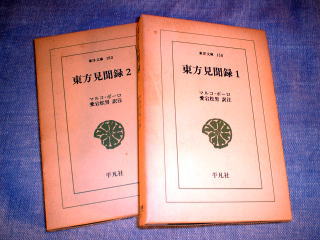 東洋文庫 183
東方見聞録 2
マルコ・ポーロ
愛宕松男 訳注
平凡社
東洋文庫 158
東方見聞録 1
マルコ・ポーロ
愛宕松男 訳注
平凡社